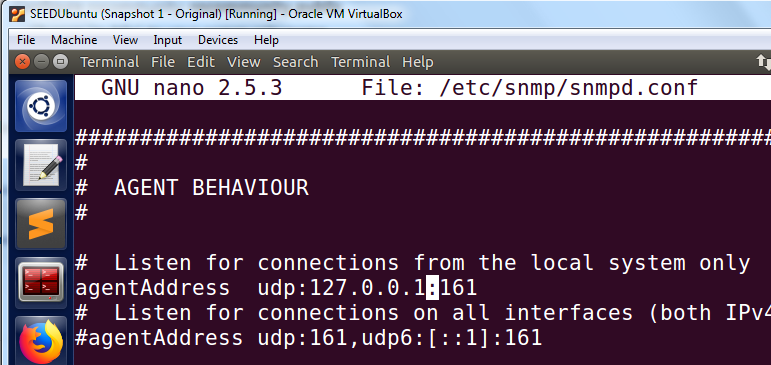 SEEDUbuntu (Snapshot 1 - Original) [Running] - Oracle VM VirtualBox
File Machine View Input Devices Help
Terminal File Edit View Search Terminal Help
GNU nano 2.5.3 File: /etc/snmp/snmpd.conf
######################################################
#
# AGENT BEHAVIOUR
#
# Listen for connections from the local system only
agentAddress udp:127.0.0.1:161
# Listen for connections on all interfaces (both IPv4
#agentAddress udp:161,udp6:[::1]:161